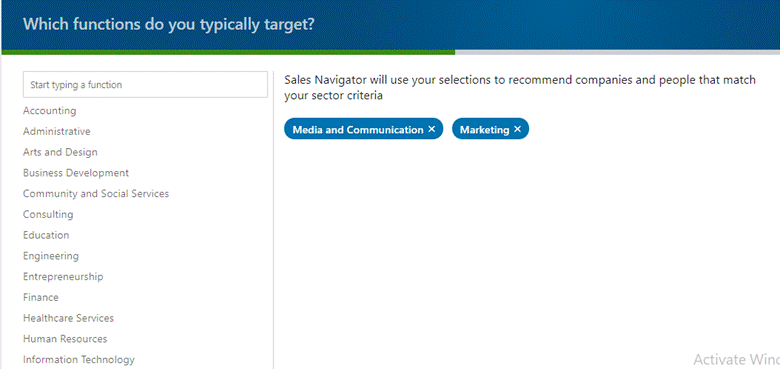 Which functions do you typically target?
Start typing a function
Accounting
Administrative
Arts and Design
Business Development
Community and Social Services
Consulting
Education
Engineering
Entrepreneurship
Finance
Healthcare Services
Human Resources
Information Technology
Sales Navigator will use your selections to recommend companies and people that match
your sector criteria
Media and Communication × Marketing ×
Activate Wind